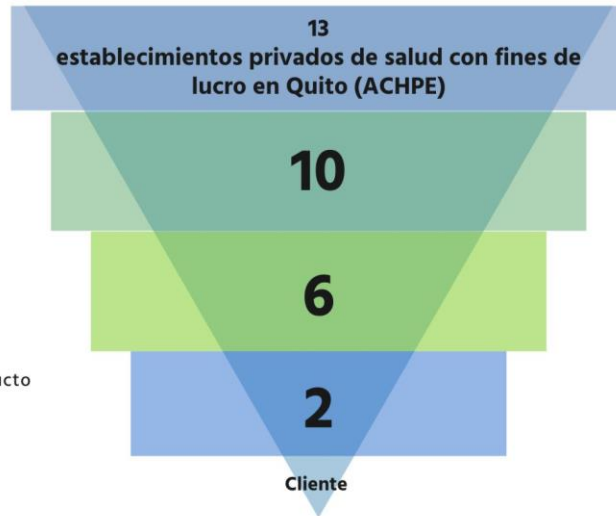 13
establecimientos privados de salud con fines de
lucro en Quito (ACHPE)
10
6
2
Cliente